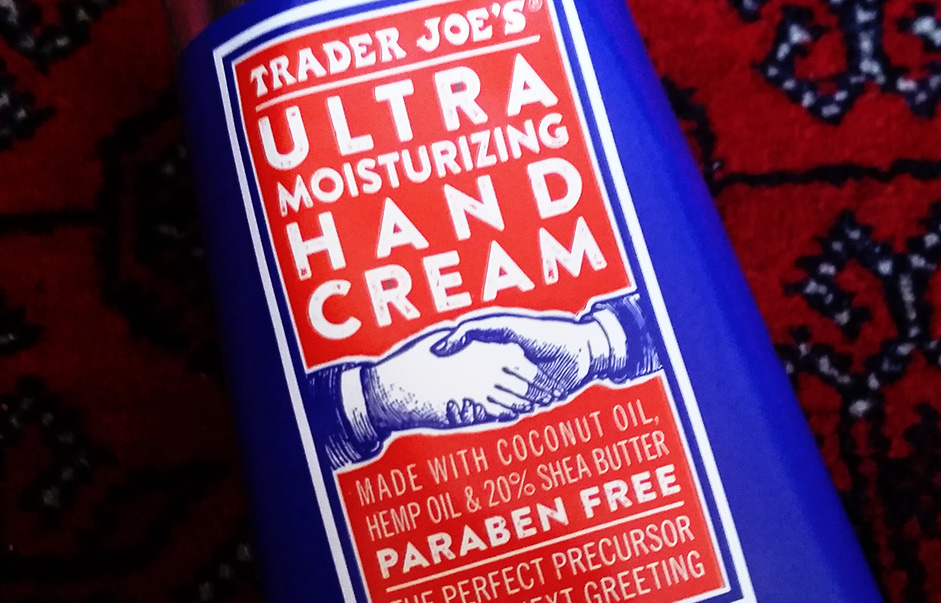 TRADER JOE'S®
ULTRA
MOISTURIZING
HAND
CREAM
MADE WITH COCONUT OIL,
HEMP OIL & 20% SHEA BUTTER
PARABEN FREE
THE PERFECT PRECURSOR
NEXT GREETING